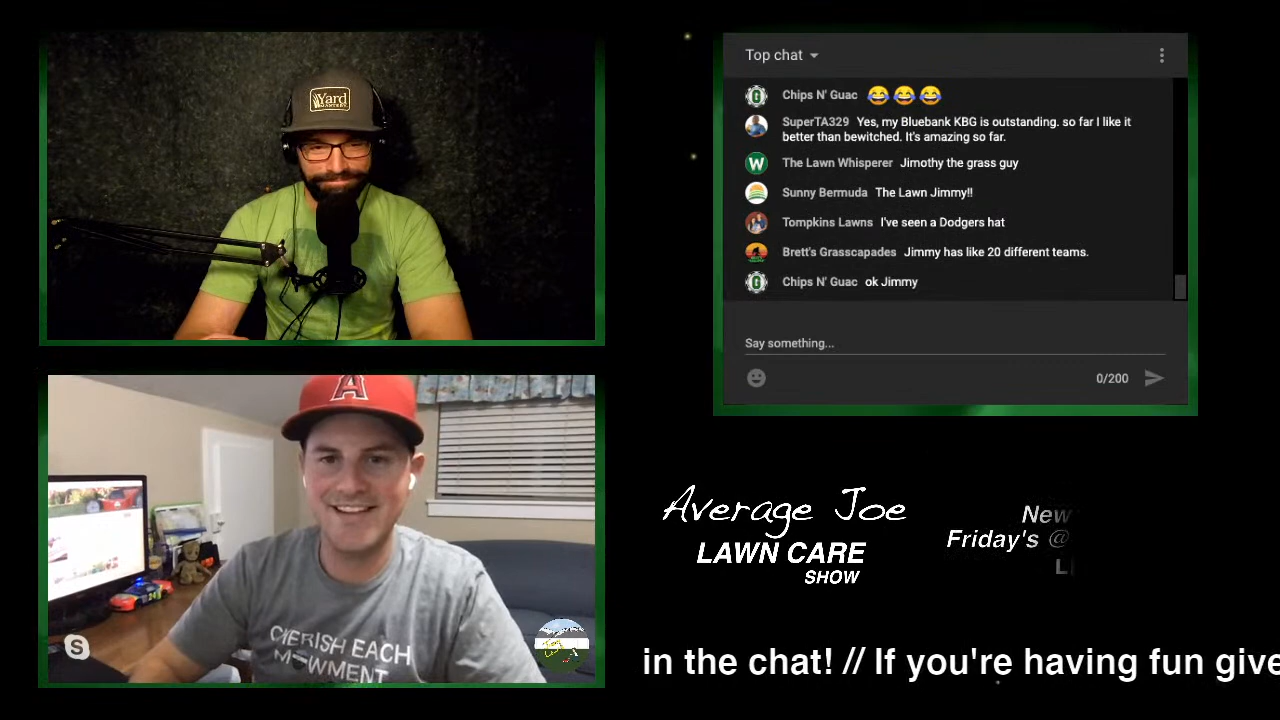 Yard
Top chat
Chips N' Guac 😂😂😂
SuperTA329 Yes, my Bluebank KBG is outstanding. so far I like it
better than bewitched. It's amazing so far.
The Lawn Whisperer Jimothy the grass guy
Sunny Bermuda The Lawn Jimmy!!
Tompkins Lawns I've seen a Dodgers hat
Brett's Grasscapades Jimmy has like 20 different teams.
Chips N' Guac ok Jimmy
Say something...
0/200
A
CHERISH EACH
MOWMENT
Average Joe
LAWN CARE
SHOW
New
Friday's @
LI
in the chat! // If you're having fun give